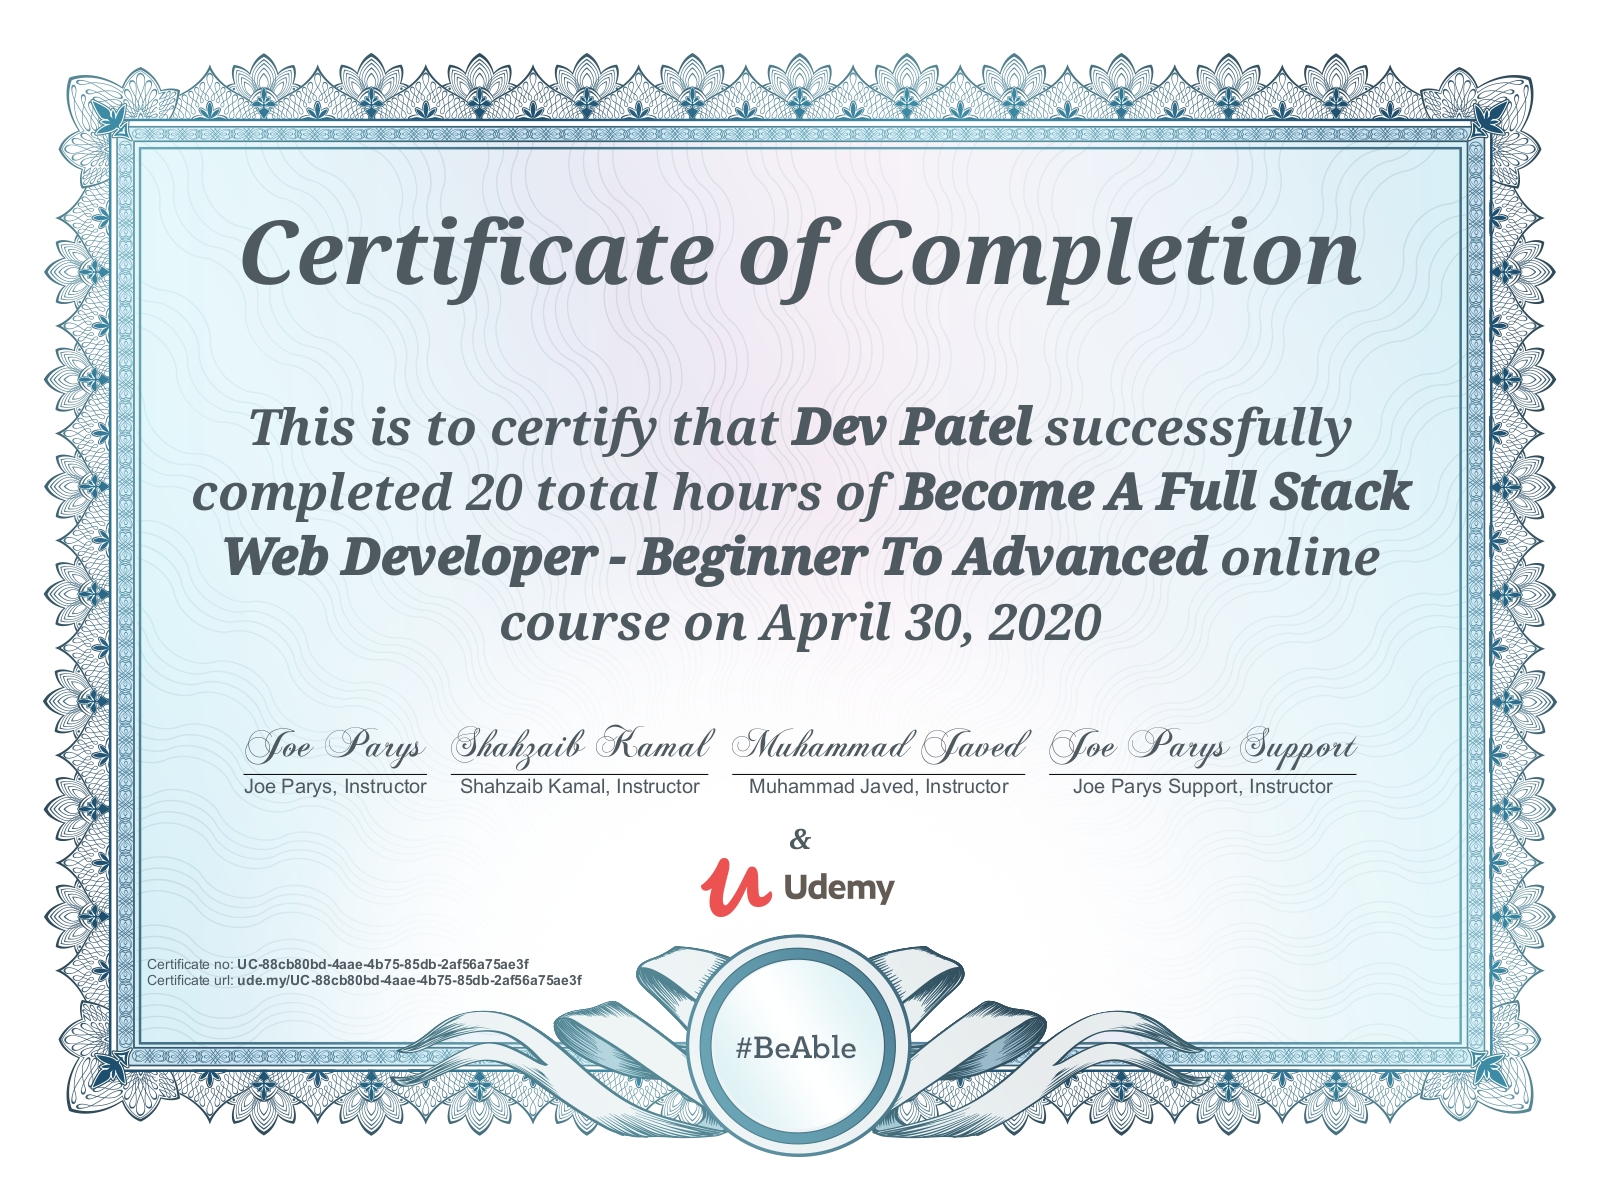 Certificate of Completion
This is to certify that Dev Patel successfully
completed 20 total hours of Become A Full Stack
Web Developer - Beginner To Advanced online
course on April 30, 2020
Joe Parys Shahzaib Kamal Muhammad Javed Joe Parys Support
Joe Parys, Instructor Shahzaib Kamal, Instructor Muhammad Javed, Instructor Joe Parys Support, Instructor
&
Udemy
Certificate no: UC-88cb80bd-4aae-4b75-85db-2af56a75ae3f
Certificate url: ude.my/UC-88cb80bd-4aae-4b75-85db-2af56a75ae3f
#BeAble